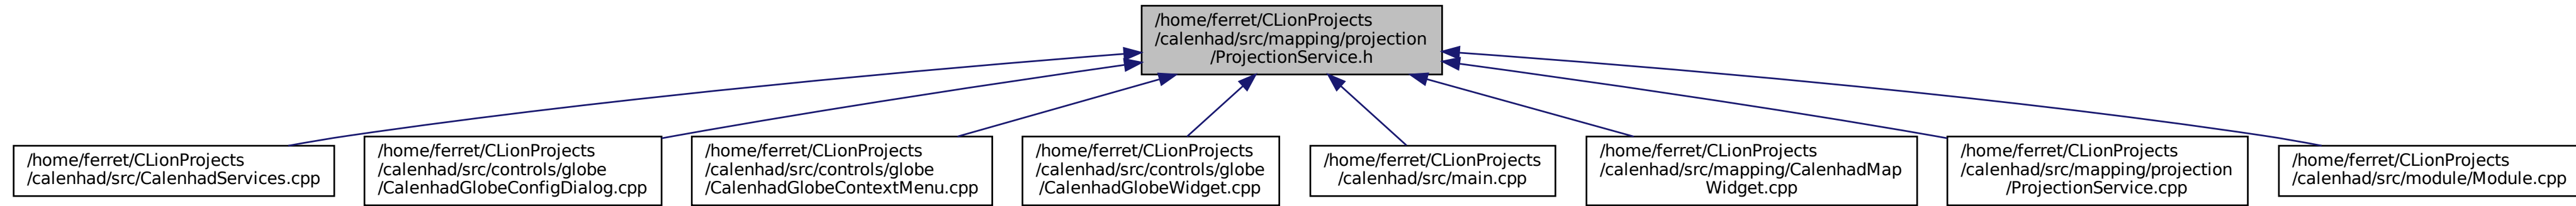 /home/ferret/CLionProjects
/calenhad/src/mapping/projection
/ProjectionService.h
/home/ferret/CLionProjects
/calenhad/src/CalenhadServices.cpp
/home/ferret/CLionProjects
/calenhad/src/controls/globe
/CalenhadGlobeConfigDialog.cpp
/home/ferret/CLionProjects
/calenhad/src/controls/globe
/CalenhadGlobeContextMenu.cpp
/home/ferret/CLionProjects
/calenhad/src/controls/globe
/CalenhadGlobeWidget.cpp
/home/ferret/CLionProjects
/calenhad/src/main.cpp
/home/ferret/CLionProjects
/calenhad/src/mapping/CalenhadMap
Widget.cpp
/home/ferret/CLionProjects
/calenhad/src/mapping/projection
/ProjectionService.cpp
/home/ferret/CLionProjects
/calenhad/src/module/Module.cpp